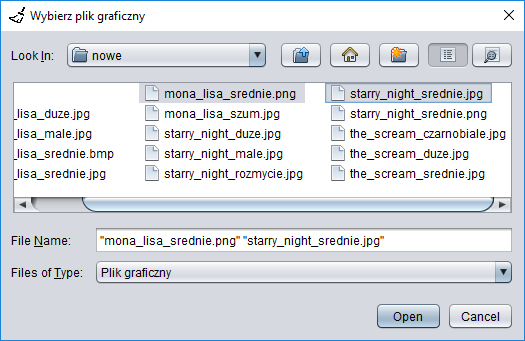 Wybierz plik graficzny
Look In: nowe
mona_lisa_srednie.png starry_night_srednie.jpg
_lisa_duze.jpg mona_lisa_szum.jpg starry_night_srednie.png
_lisa_male.jpg starry_night_duze.jpg the_scream_czarnobiale.jpg
_lisa_srednie.bmp starry_night_male.jpg the_scream_duze.jpg
_lisa_srednie.jpg starry_night_rozmycie.jpg the_scream_srednie.jpg
File Name: "mona_lisa_srednie.png" "starry_night_srednie.jpg"
Files of Type: Plik graficzny
Open Cancel